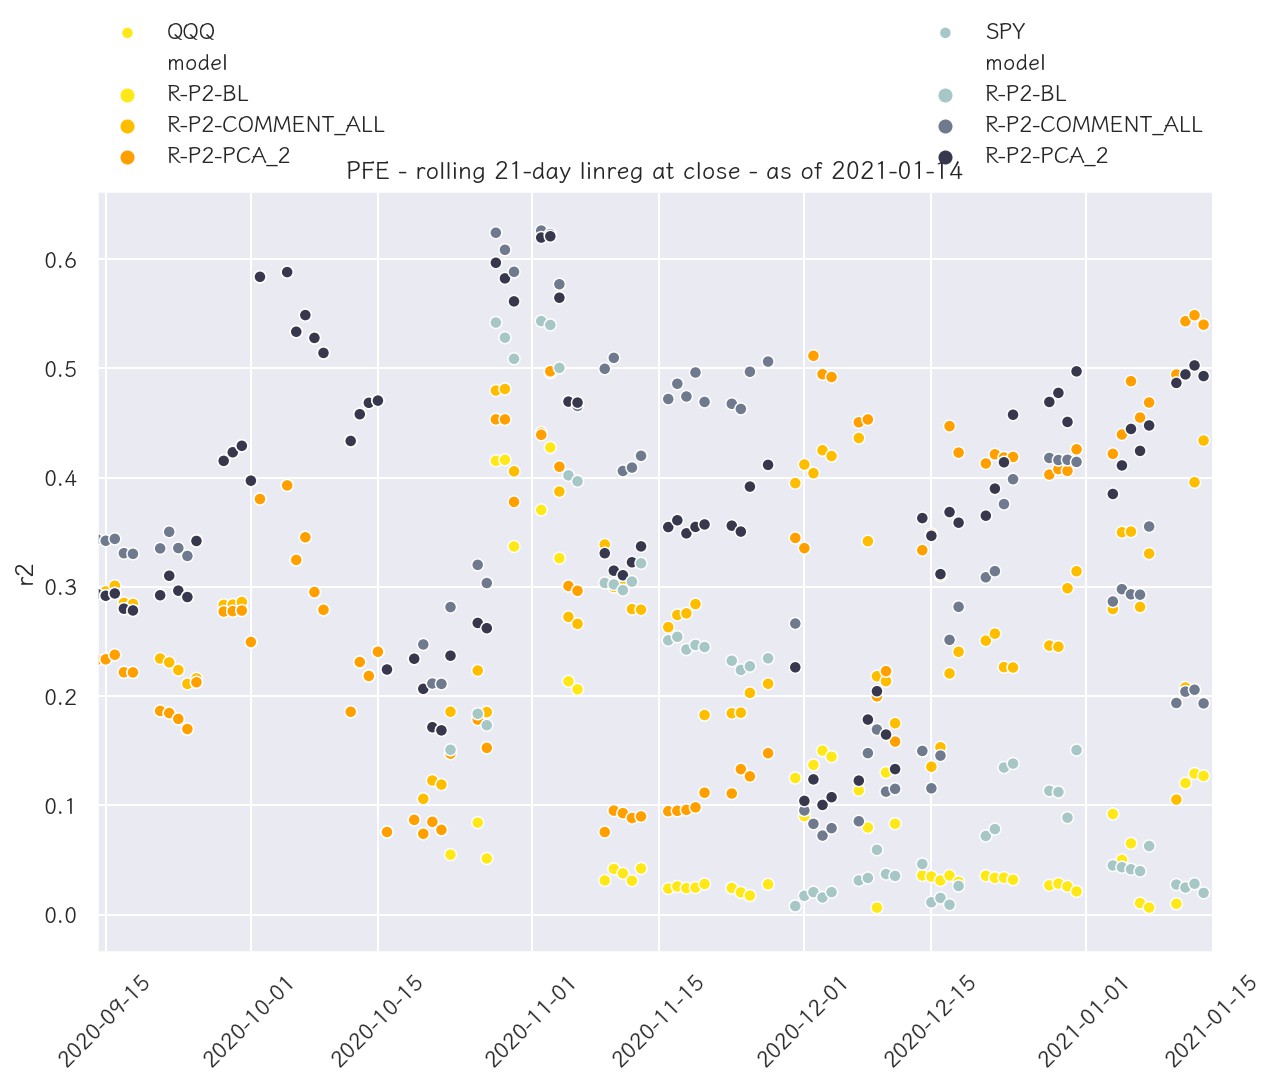 QQQ
model
R-P2-BL
R-P2-COMMENT_ALL
R-P2-PCA_2
SPY
model
R-P2-BL
R-P2-COMMENT_ALL
R-P2-PCA_2
PFE - rolling 21-day linreg at close - as of 2021-01-14
r2
0.6
0.5
0.4
0.3
0.2
0.1
0.0
2020-09-15
2020-10-01
2020-10-15
2020-11-01
2020-11-15
2020-12-01
2020-12-15
2021-01-01
2021-01-15